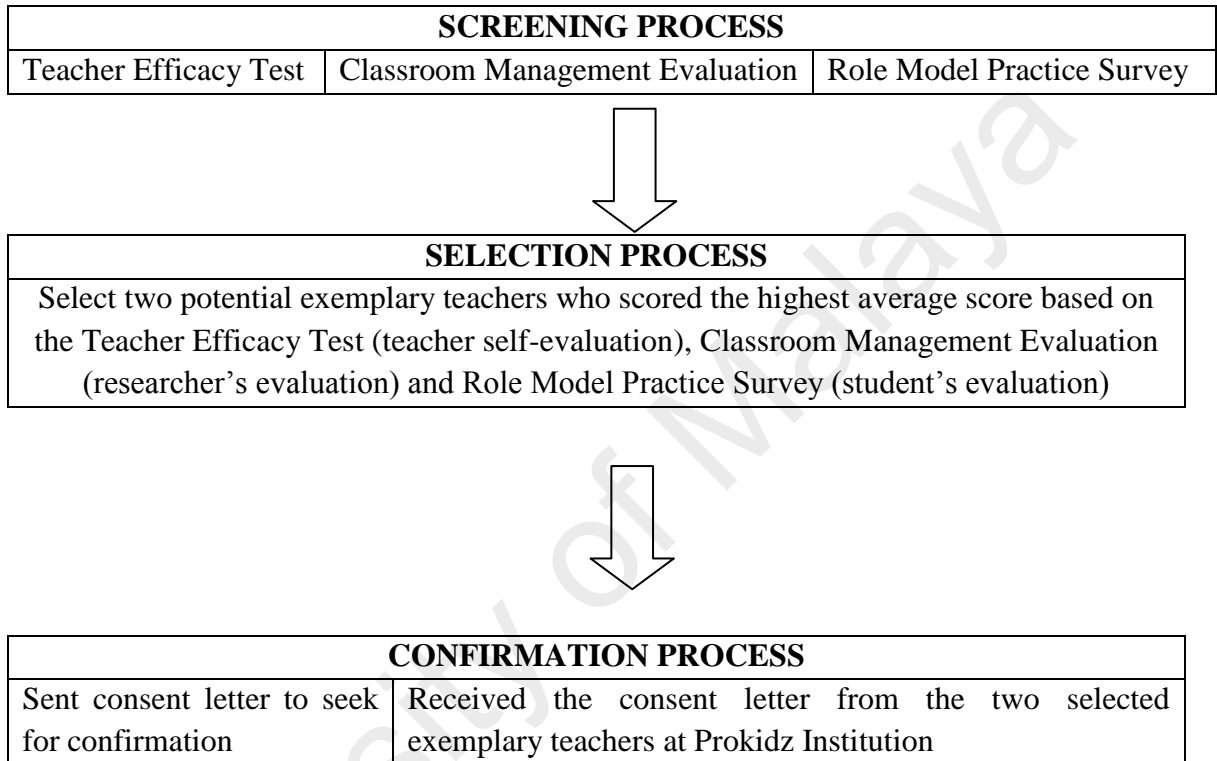 SCREENING PROCESS
Teacher Efficacy Test Classroom Management Evaluation Role Model Practice Survey
SELECTION PROCESS
Select two potential exemplary teachers who scored the highest average score based on
the Teacher Efficacy Test (teacher self-evaluation), Classroom Management Evaluation
(researcher’s evaluation) and Role Model Practice Survey (student’s evaluation)
CONFIRMATION PROCESS
Sent consent letter to seek
for confirmation
Received the consent letter from the two selected
exemplary teachers at Prokidz Institution
of Malaya